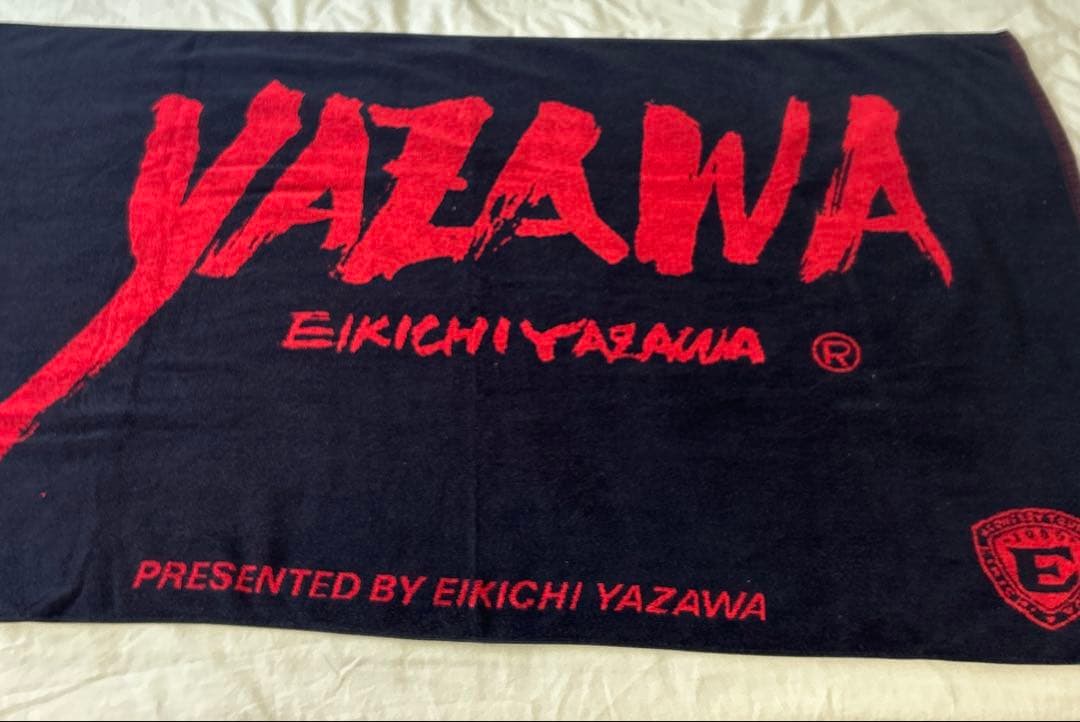 YAZAWA
EIKICHI YAZAWA ®
PRESENTED BY EIKICHI YAZAWA
E